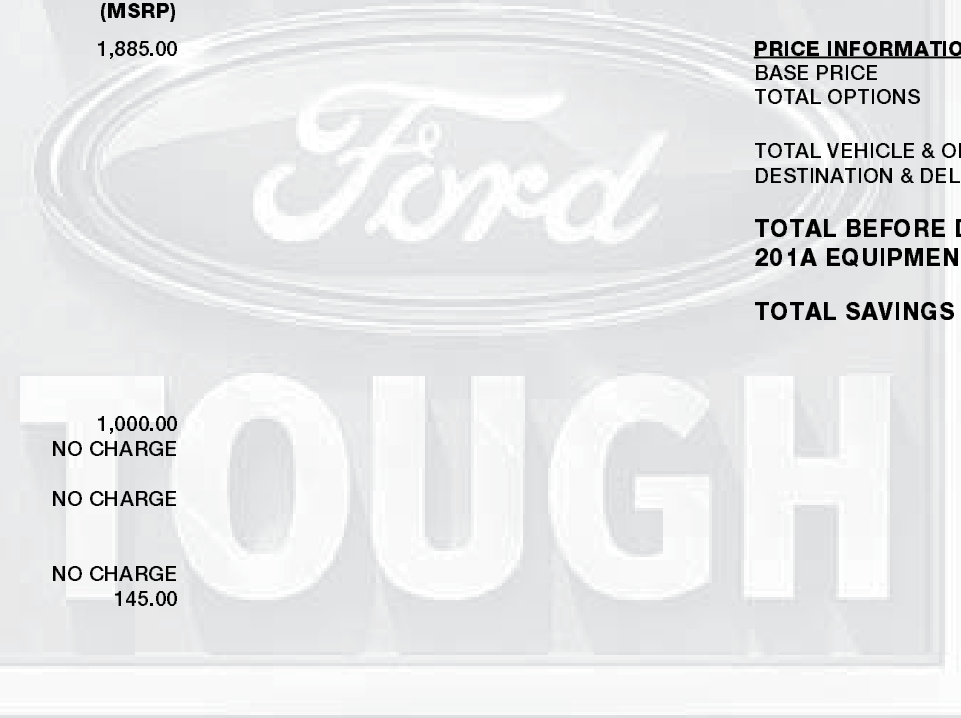 (MSRP)
1,885.00
1,000.00
NO CHARGE
NO CHARGE
NO CHARGE
145.00
PRICE INFORMATIO
BASE PRICE
TOTAL OPTIONS
TOTAL VEHICLE &
DESTINATION & DEL
TOTAL BEFORE
201A EQUIPMEN
TOTAL SAVINGS
Ford
TOUGH